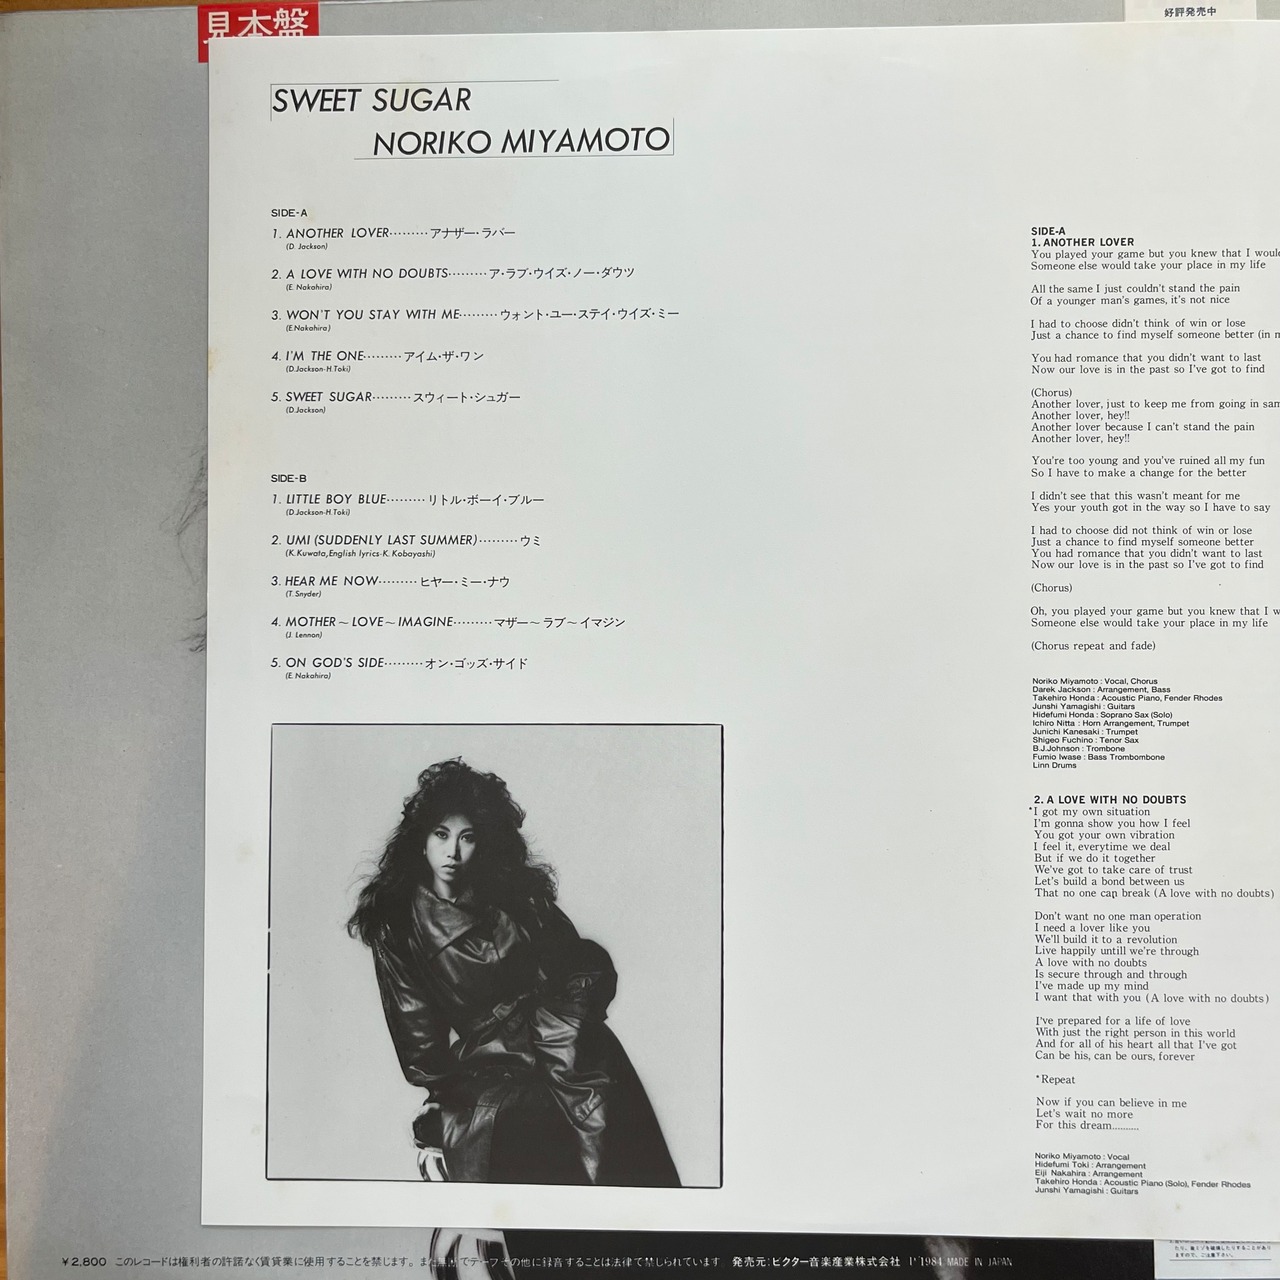 見本盤
好評発売中
SWEET SUGAR
NORIKO MIYAMOTO
SIDE-A
1. ANOTHER LOVER·········アナザー・ラバー
(D. Jackson)
2. A LOVE WITH NO DOUBTS·········ア・ラブ・ウイズ・ノー・ダウツ
(E. Nakahira)
3. WON'T YOU STAY WITH ME·········ウォント・ユー・ステイ・ウイズ・ミー
(E.Nakahira)
4. I'M THE ONE·········アイム・ザ・ワン
(D.Jackson-H.Toki)
5. SWEET SUGAR·········スウィート・シュガー
(D.Jackson)
SIDE-B
1. LITTLE BOY BLUE·········リトル・ボーイ・ブルー
(D.Jackson-H.Toki)
2. UMI (SUDDENLY LAST SUMMER)·········ウミ
(K.Kuwata,English lyrics-K.Kobayashi)
3. HEAR ME NOW·········ヒヤー・ミー・ナウ
(T. Snyder)
4. MOTHER～LOVE～IMAGINE·········マザー～ラブ～イマジン
(J. Lennon)
5. ON GOD'S SIDE·········オン・ゴッズ・サイド
(E. Nakahira)
SIDE-A
1. ANOTHER LOVER
You played your game but you knew that I
Someone else would take your place in my life
All the same I just couldn't stand the pain
Of a younger man's games, it's not nice
I had to choose didn't think of win or lose
Just a chance to find myself someone better (in
You had romance that you didn't want to last
Now our love is in the past so I've got to find
(Chorus)
Another lover, just to keep me from going in
Another lover, hey!!
Another lover because I can't stand the pain
Another lover, hey!!
You're too young and you've ruined all my fun
So I have to make a change for the better
I didn't see that this wasn't meant for me
Yes your youth got in the way so I have to say
I had to choose did not think of win or lose
Just a chance to find myself someone better
You had romance that you didn't want to last
Now our love is in the past so I've got to find
(Chorus)
Oh, you played your game but you knew that I
Someone else would take your place in my life
(Chorus repeat and fade)
Noriko Miyamoto : Vocal, Chorus
Darek Jackson : Arrangement, Bass
Takehiro Honda : Acoustic Piano, Fender Rhodes
Junshi Yamagishi : Guitars
Hidefumi Honda : Soprano Sax (Solo)
Ichiro Nitta : Horn Arrangement, Trumpet
Junichi Kanesaki : Trumpet
Shigeo Fuchino : Tenor Sax
B.J.Johnson : Trombone
Fumio Iwase : Bass Trombombone
Linn Drums
2. A LOVE WITH NO DOUBTS
*I got my own situation
I'm gonna show you how I feel
You got your own vibration
I feel it, everytime we deal
But if we do it together
We've got to take care of trust
Let's build a bond between us
That no one can break (A love with no doubts)
Don't want no one man operation
I need a lover like you
We'll build it to a revolution
Live happily untill we're through
A love with no doubts
Is secure through and through
I've made up my mind
I want that with you (A love with no doubts)
I've prepared for a life of love
With just the right person in this world
And for all of his heart all that I've got
Can be his, can be ours, forever
*Repeat
Now if you can believe in me
Let's wait no more
For this dream..........
Noriko Miyamoto : Vocal
Hidefumi Toki : Arrangement
Eiji Nakahira : Arrangement
Takehiro Honda : Acoustic Piano (Solo), Fender Rhodes
Junshi Yamagishi : Guitars
¥2,800 このレコードは権利者の許諾なく賃貸業に使用することを禁じます。また無断でテープその他に録音することは法律で禁じられています。 発売元:ビクター音楽産業株式会社 Ⓟ1984 MADE IN JAPAN